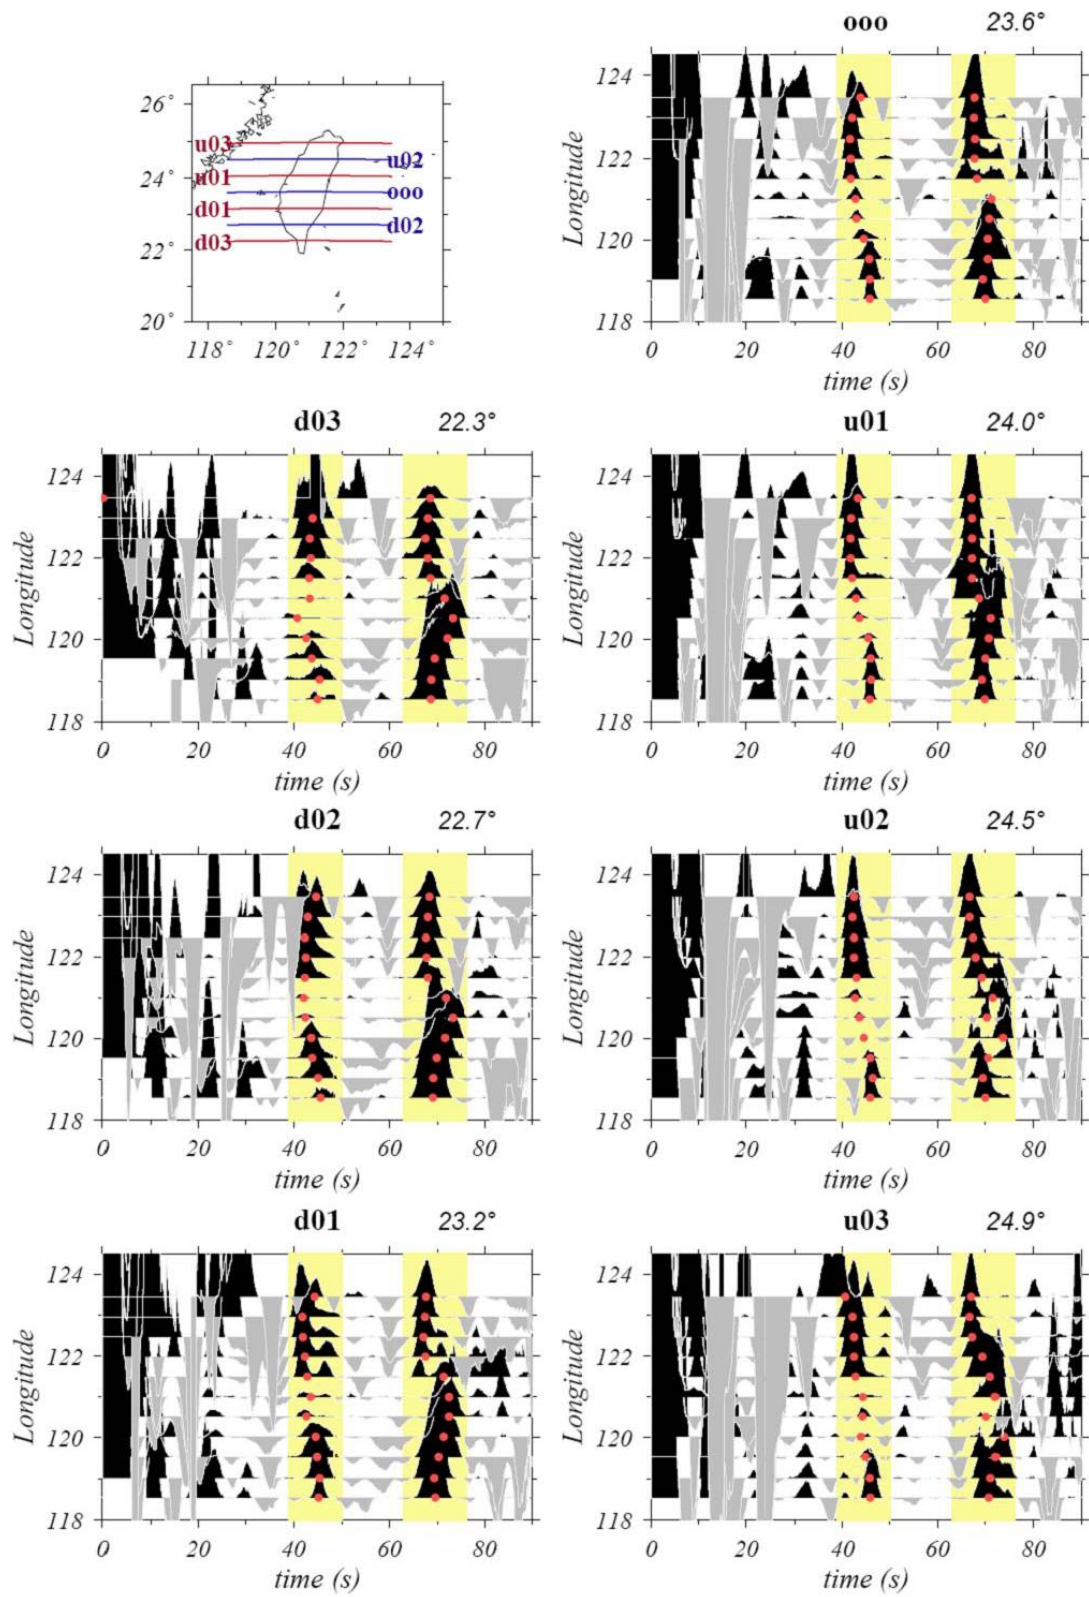 ooo 23.6°
26°
24°
22°
20°
118° 120° 122° 124°
u03
u02
u01
ooo
d01
d02
d03
Longitude
124
122
120
118
0 20 40 60 80
time (s)
d03 22.3°
Longitude
124
122
120
118
0 20 40 60 80
time (s)
u01 24.0°
Longitude
124
122
120
118
0 20 40 60 80
time (s)
d02 22.7°
Longitude
124
122
120
118
0 20 40 60 80
time (s)
u02 24.5°
Longitude
124
122
120
118
0 20 40 60 80
time (s)
d01 23.2°
Longitude
124
122
120
118
0 20 40 60 80
time (s)
u03 24.9°
Longitude
124
122
120
118
0 20 40 60 80
time (s)